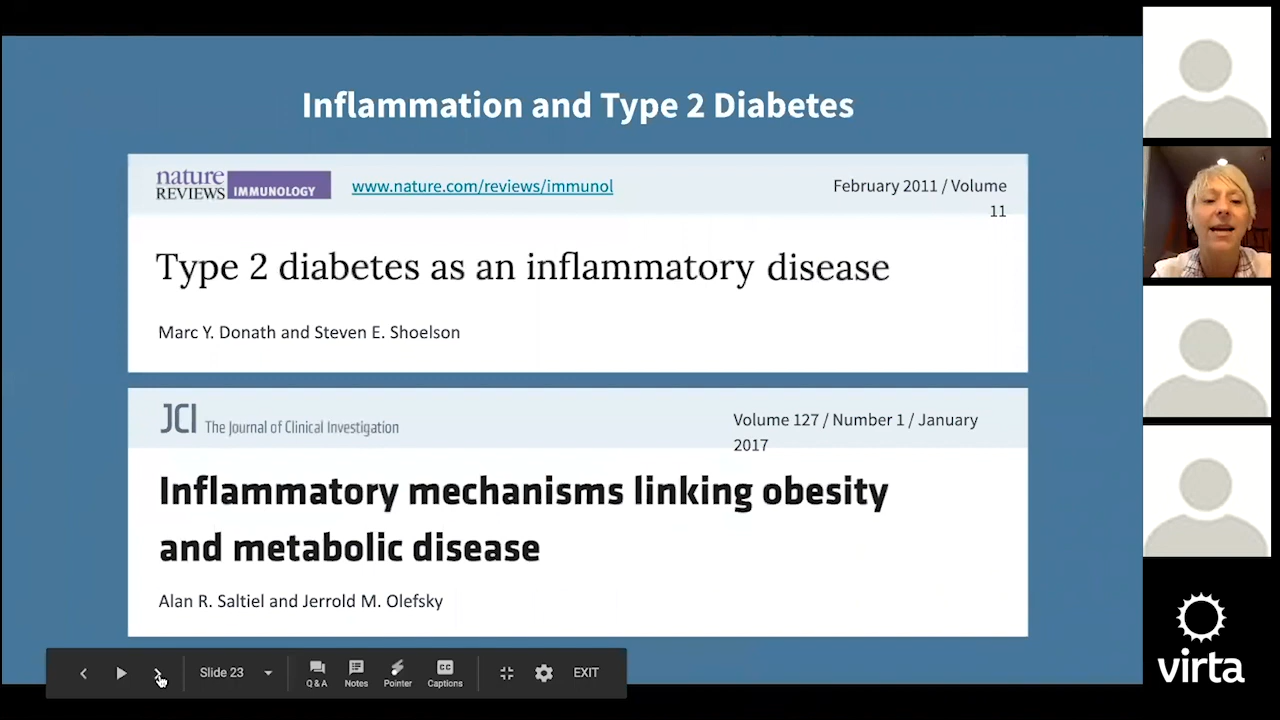 Inflammation and Type 2 Diabetes
nature
REVIEWS IMMUNOLOGY
www.nature.com/reviews/immunol
February 2011 / Volume
11
Type 2 diabetes as an inflammatory disease
Marc Y. Donath and Steven E. Shoelson
JCI The Journal of Clinical Investigation
Volume 127 / Number 1 / January
2017
Inflammatory mechanisms linking obesity
and metabolic disease
Alan R. Saltiel and Jerrold M. Olefsky
Slide 23
Q & A
Notes
Pointer
CC
Captions
EXIT
virta